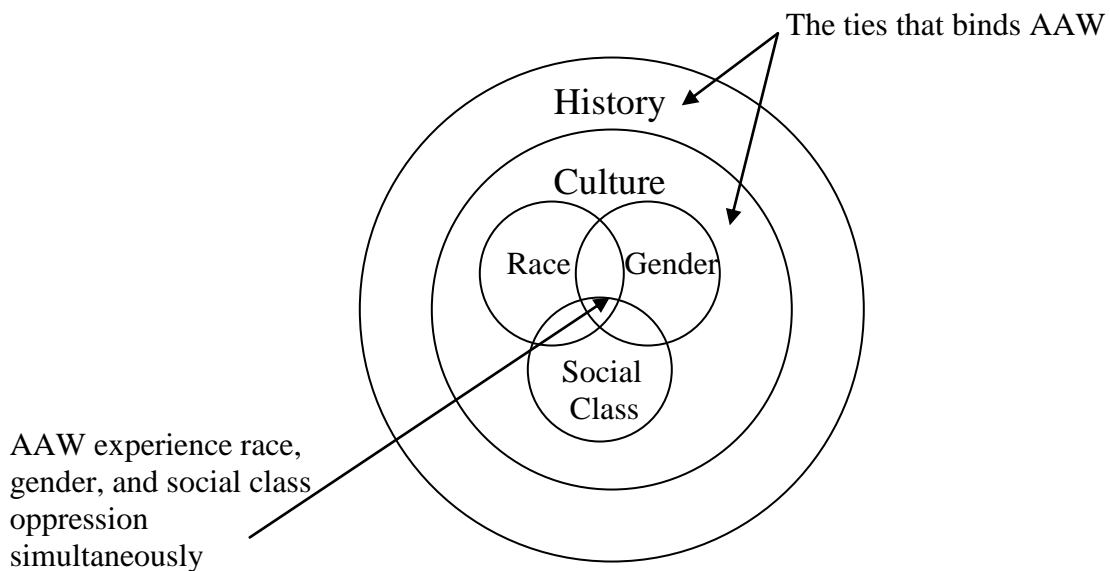 The ties that binds AAW
History
Culture
Race
Gender
Social
Class
AAW experience race,
gender, and social class
oppression
simultaneously